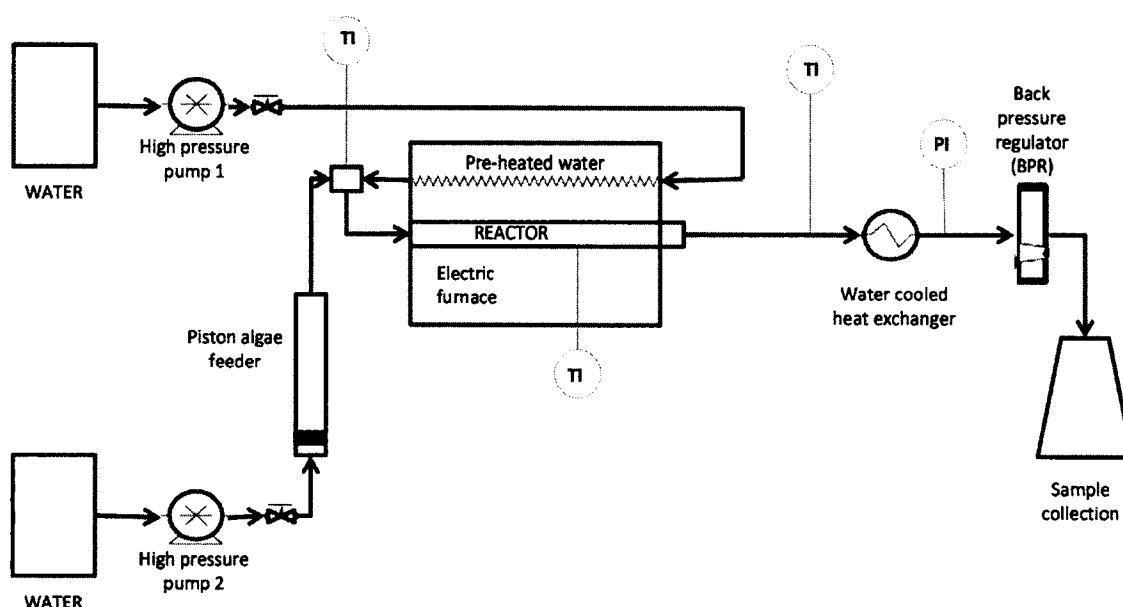 TI
TI
Back
pressure
regulator
(BPR)
PI
High pressure
pump 1
WATER
Pre-heated water
REACTOR
Electric
furnace
Water cooled
heat exchanger
Piston algae
feeder
TI
Sample
collection
High pressure
pump 2
WATER